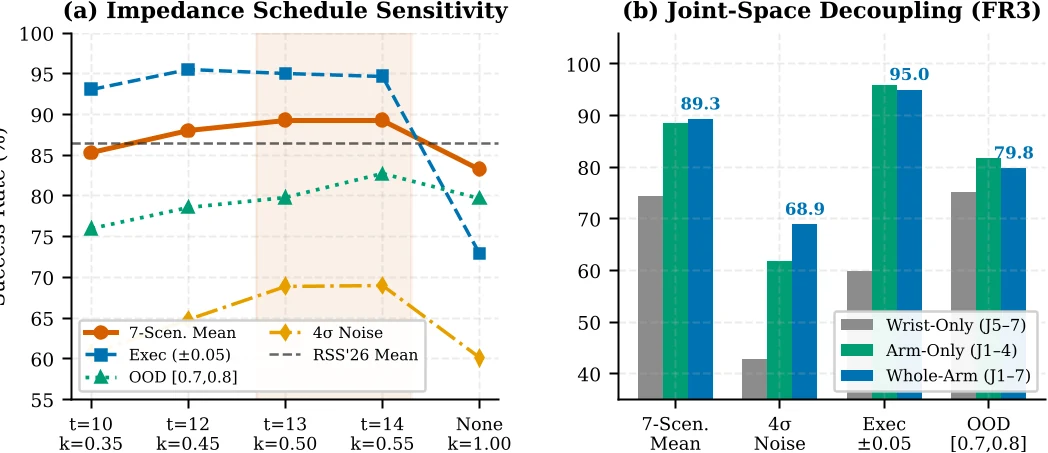 (a) Impedance Schedule Sensitivity
100
95
90
85
80
75
70
65
60
55
7-Scen. Mean
Exec (±0.05)
OOD [0.7,0.8]
4σ Noise
RSS'26 Mean
t=10
k=0.35
t=12
k=0.45
t=13
k=0.50
t=14
k=0.55
None
k=1.00
(b) Joint-Space Decoupling (FR3)
100
90
80
70
60
50
40
89.3
68.9
95.0
79.8
Wrist-Only (J5–7)
Arm-Only (J1–4)
Whole-Arm (J1–7)
7-Scen.
Mean
4σ
Noise
Exec
±0.05
OOD
[0.7,0.8]